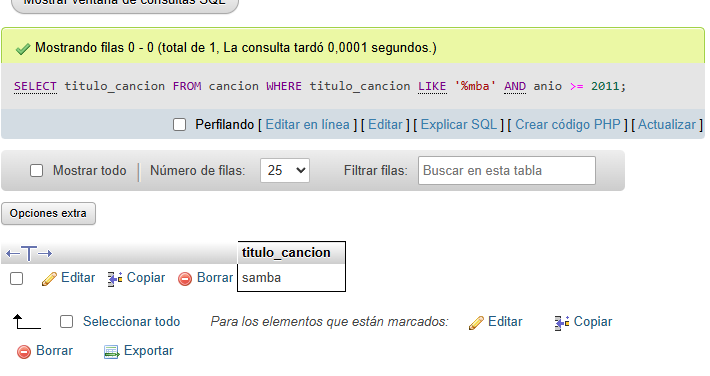 Mostrar ventana de consultas SQL
Mostrando filas 0 - 0 (total de 1, La consulta tardó 0,0001 segundos.)
SELECT titulo_cancion FROM cancion WHERE titulo_cancion LIKE '%mba' AND anio >= 2011;
Perfilando [ Editar en línea ] [ Editar ] [ Explicar SQL ] [ Crear código PHP ] [ Actualizar ]
Mostrar todo | Número de filas: 25 Filtrar filas: Buscar en esta tabla
Opciones extra
←T→ titulo_cancion
Editar Copiar Borrar samba
Seleccionar todo Para los elementos que están marcados: Editar Copiar
Borrar Exportar